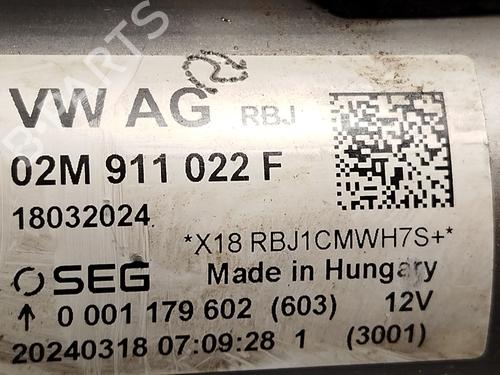 VW AG RBJ
02M 911 022 F
18032024
*X18 RBJ1CMWH7S+*
SEG Made in Hungary
↑ 0 001 179 602 (603) 12V
20240318 07:09:28 1 (3001)